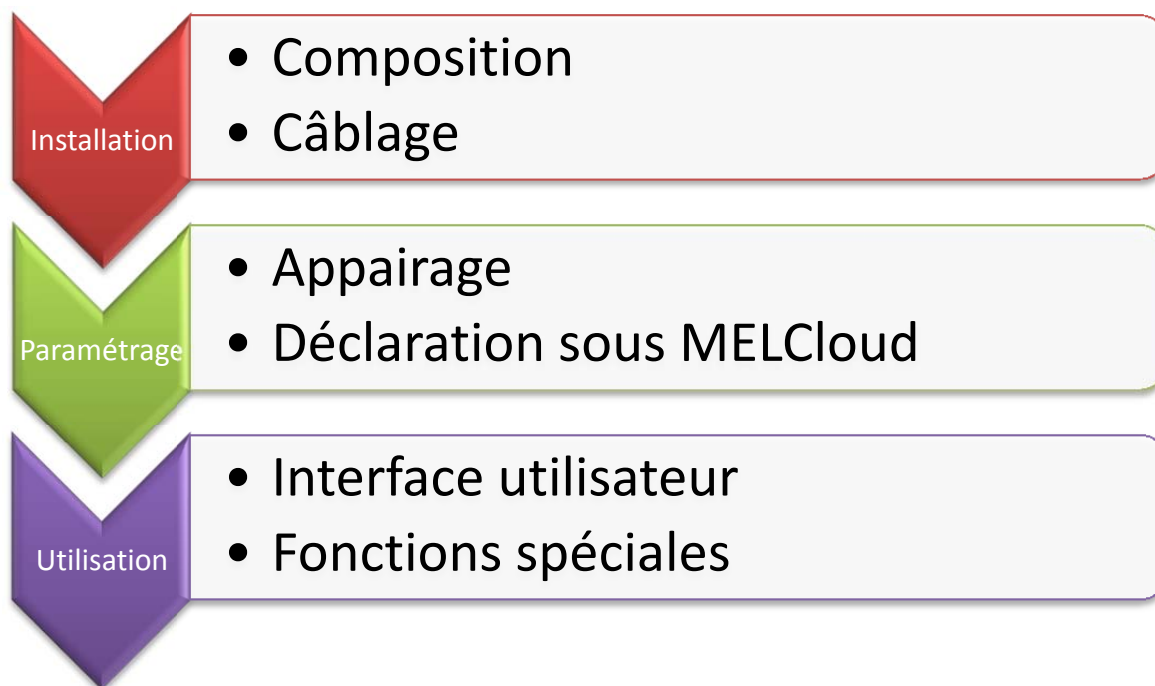 Installation
• Composition
• Câblage
Paramétrage
• Appairage
• Déclaration sous MELCloud
Utilisation
• Interface utilisateur
• Fonctions spéciales